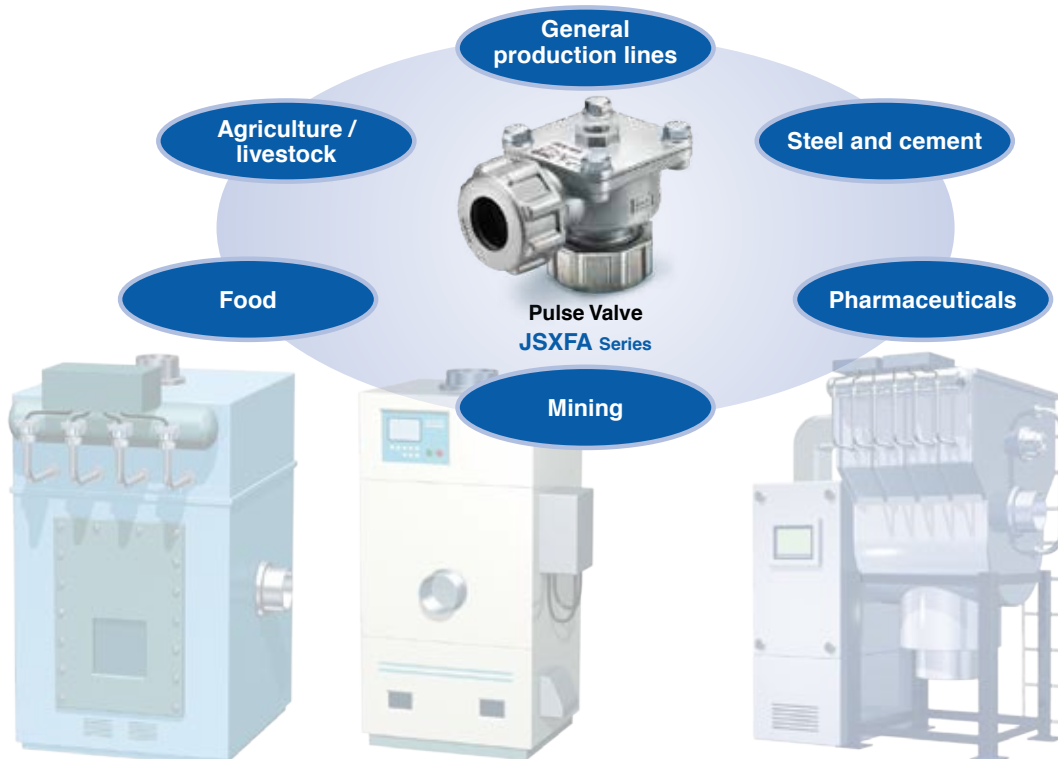 General
production lines
Agriculture /
livestock
Steel and cement
Food
Pharmaceuticals
Pulse Valve
JSXFA Series
Mining